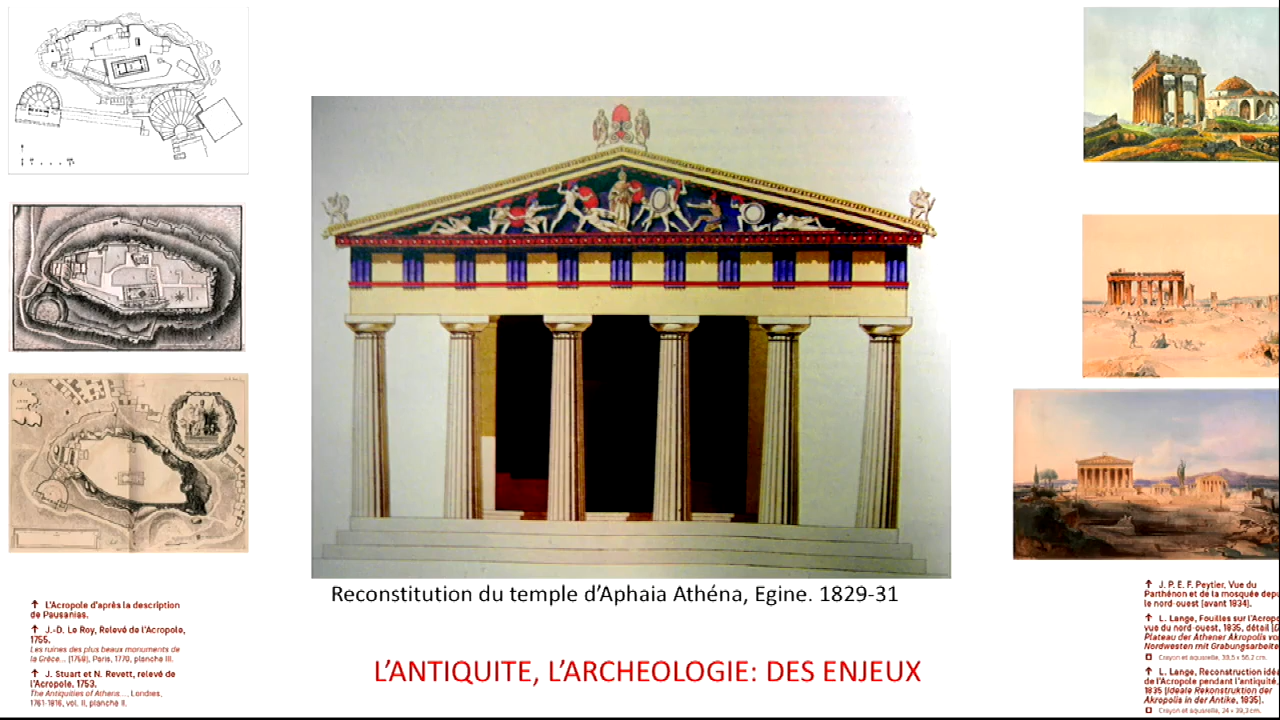 Reconstitution du temple d'Aphaia Athéna, Egine. 1829-31
L'ANTIQUITE, L'ARCHEOLOGIE: DES ENJEUX
↑ L'Acropole d'après la description
de Pausanias.
↑ J.-D. Le Roy, Relevé de l'Acropole,
1755.
Les ruines des plus beaux monuments de
la Grèce... (1758), Paris, 1770, planche III.
↑ J. Stuart et N. Revett, relevé de
l'Acropole, 1753.
The Antiquities of Athens..., Londres,
1761-1816, vol. II, planche II.
↑ J. P. E. F. Peytier, Vue du
Parthénon et de la mosquée depu
le nord-ouest (avant 1834).
↑ L. Lange, Fouilles sur l'Acropo
vue du nord-ouest, 1835, détail
Plateau der Athener Akropolis vo
Nordwesten mit Grabungsarbeite
Crayon et aquarelle, 38,5 x 56,2 cm.
↑ L. Lange, Reconstruction idé
de l'Acropole pendant l'antiquité,
1835 (Ideale Rekonstruktion der
Akropolis in der Antike, 1835).
Crayon et aquarelle, 24 x 39,3 cm.